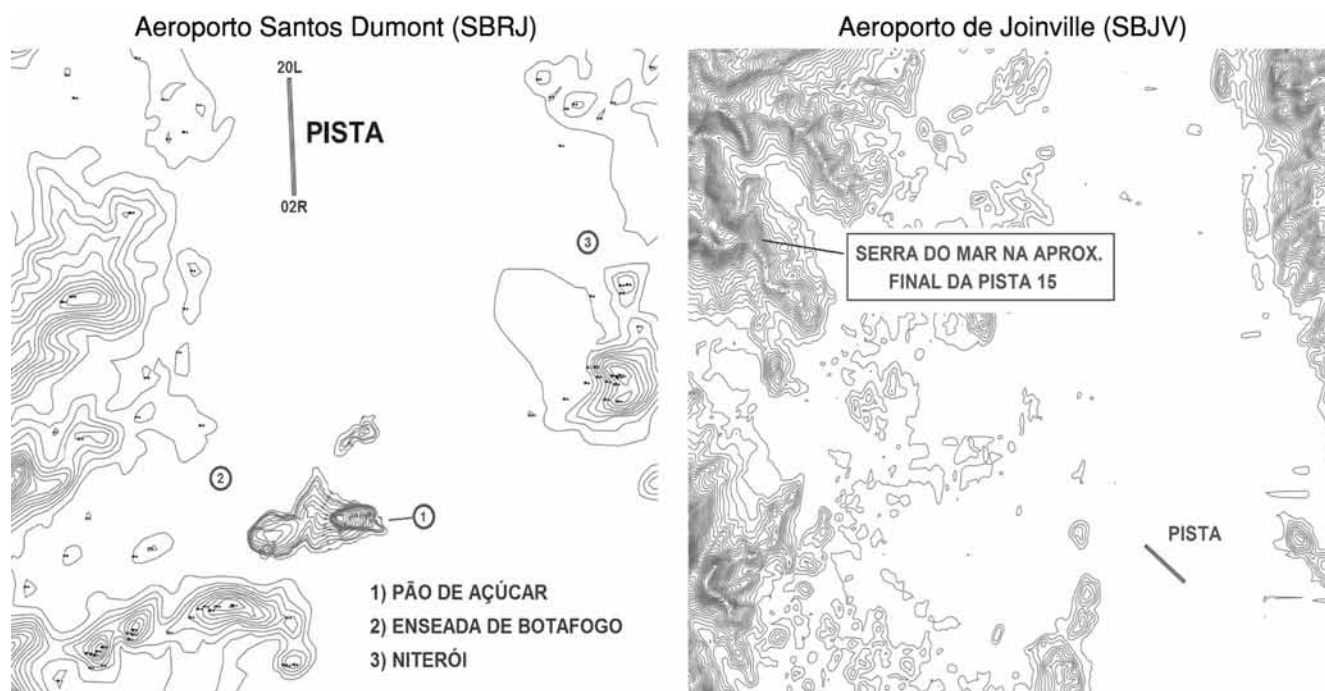 Aeroporto Santos Dumont (SBRJ)
20L
PISTA
02R
3
2
1
1) PÃO DE AÇÚCAR
2) ENSEADA DE BOTAFOGO
3) NITERÓI
Aeroporto de Joinville (SBJV)
SERRA DO MAR NA APROX.
FINAL DA PISTA 15
PISTA